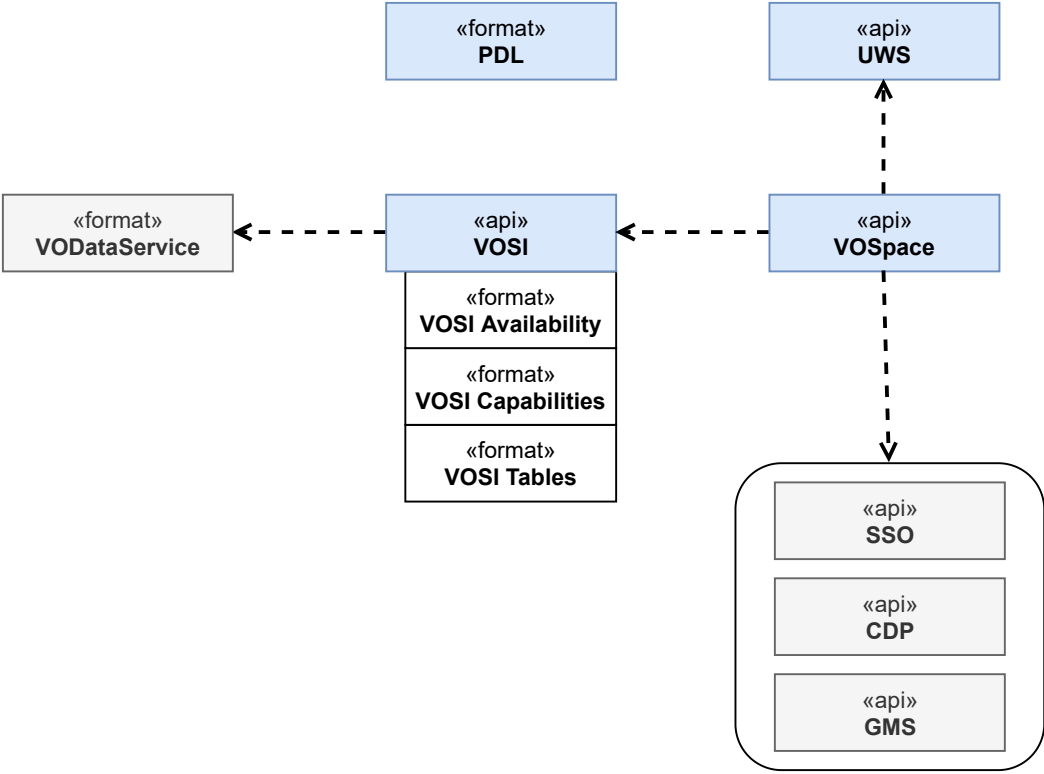 «format»
PDL
«api»
UWS
«format»
VODataService
«api»
VOSI
«api»
VOSpace
«format»
VOSI Availability
«format»
VOSI Capabilities
«format»
VOSI Tables
«api»
SSO
«api»
CDP
«api»
GMS